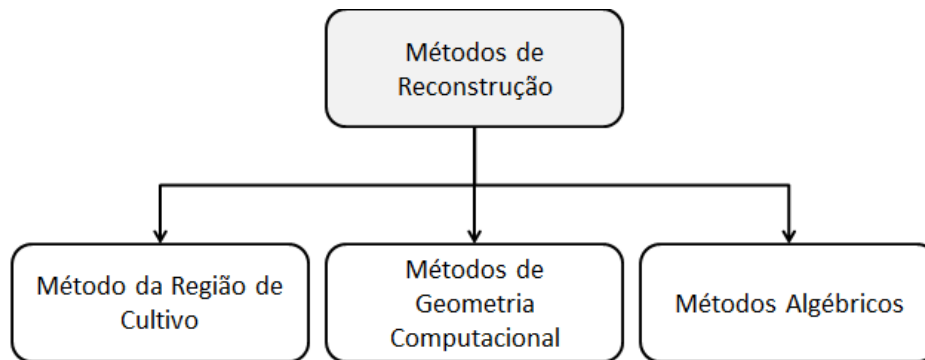 Métodos de
Reconstrução
Método da Região de
Cultivo
Métodos de
Geometria
Computacional
Métodos Algébricos